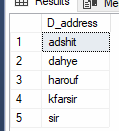 Results
D_address
1 adshit
2 dahye
3 harouf
4 kfarsir
5 sir